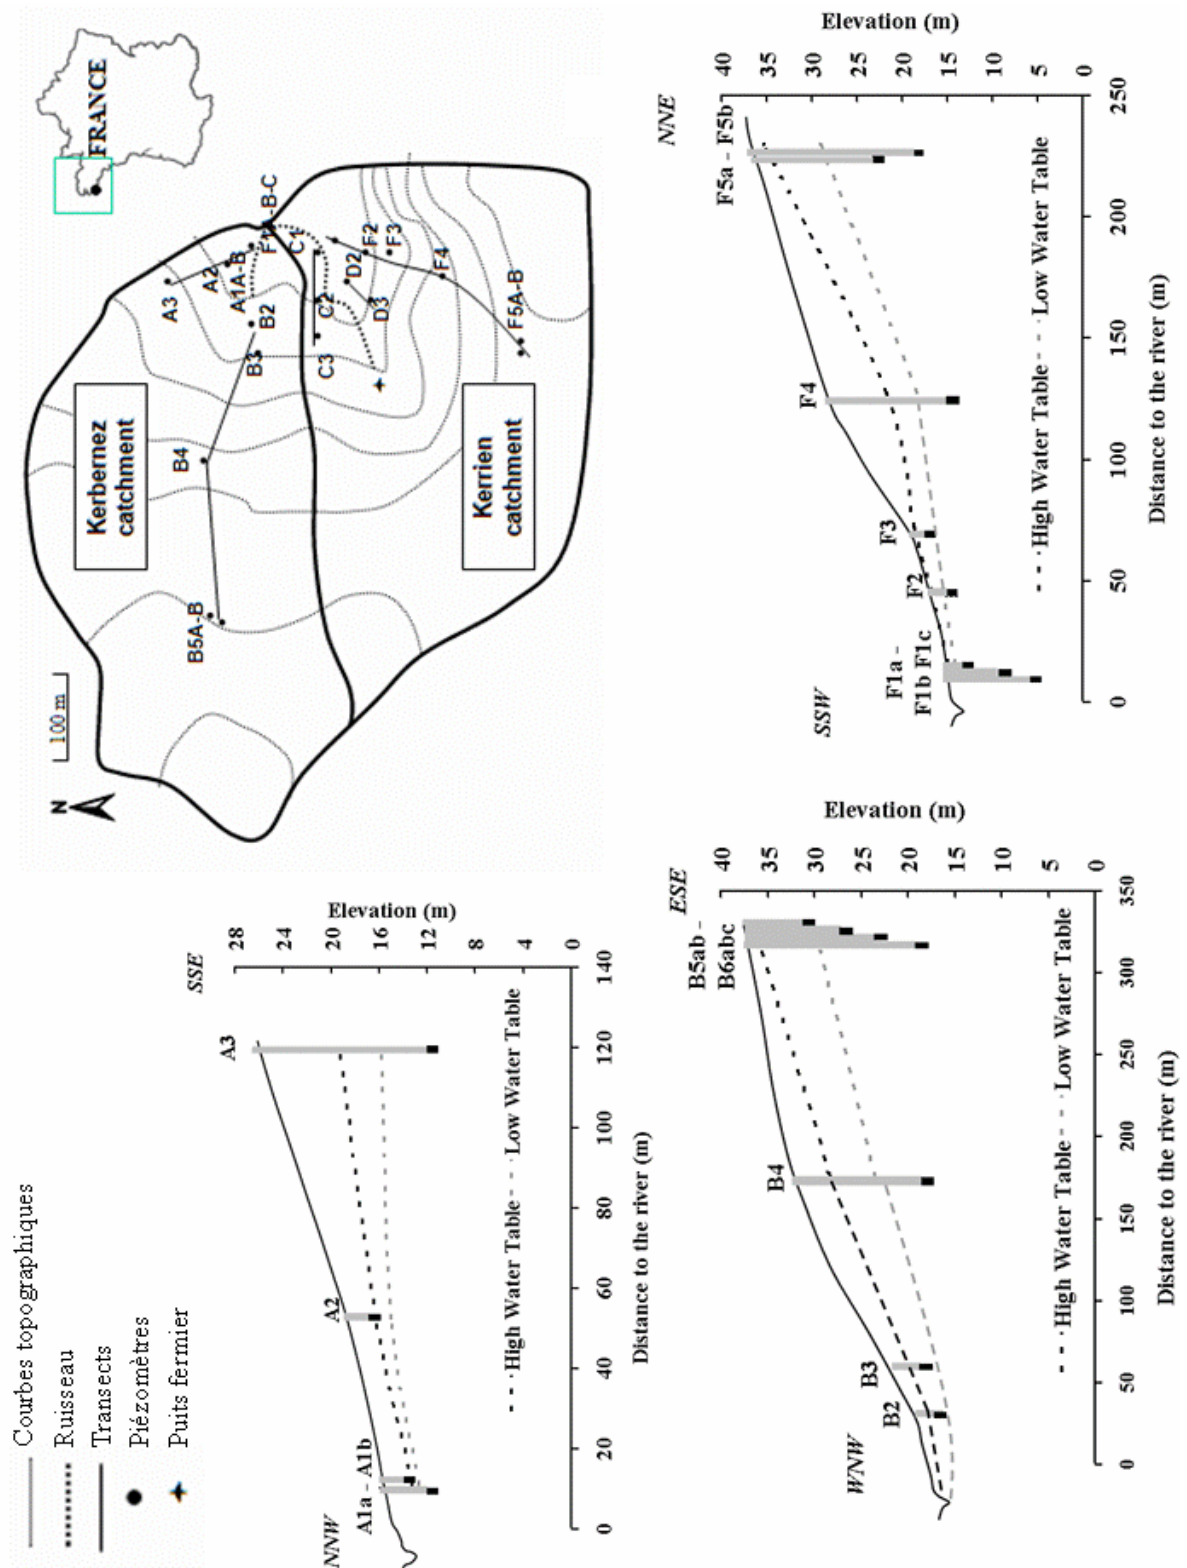 Courbes topographiques
Ruisseau
Transects
Piézomètres
Puits fermier
N
100 m
FRANCE
Kerbernez
catchment
Kerrien
catchment
A3
A2
A1A-B
B2
B3
B4
B5A-B
C1
C2
C3
D2
D3
F2
F3
F4
F5A-B
NNW
SSE
A1a - A1b
A2
A3
Elevation (m)
28
24
20
16
12
8
4
0
0
20
40
60
80
100
120
140
High Water Table
Low Water Table
Distance to the river (m)
WNW
ESE
B2
B3
B4
B5ab -
B6abc
Elevation (m)
40
35
30
25
20
15
5
0
0
50
100
150
200
250
300
350
High Water Table
Low Water Table
Distance to the river (m)
SSW
NNE
F1a -
F1b F1c
F2
F3
F4
F5a - F5b
Elevation (m)
40
35
30
25
20
15
10
5
0
0
50
100
150
200
250
High Water Table
Low Water Table
Distance to the river (m)